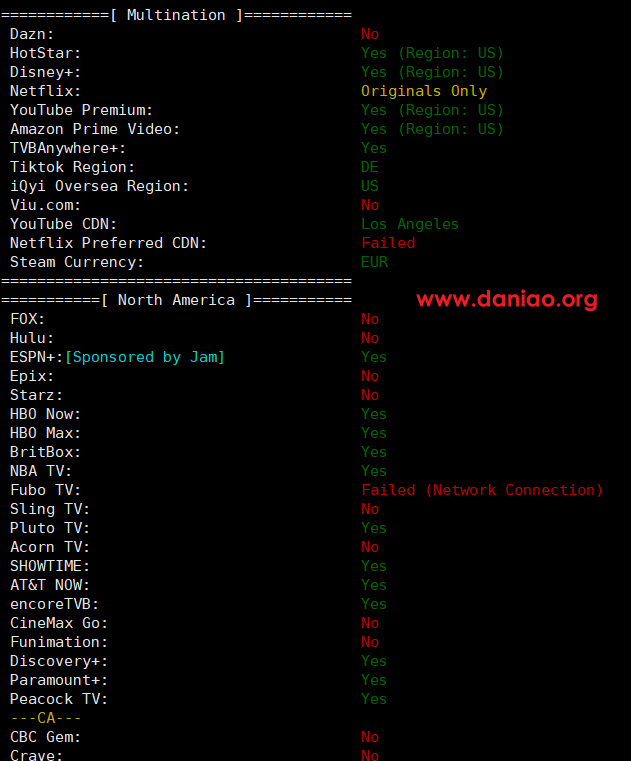 ============[ Multination ]============
Dazn: No
HotStar: Yes (Region: US)
Disney+: Yes (Region: US)
Netflix: Originals Only
YouTube Premium: Yes (Region: US)
Amazon Prime Video: Yes (Region: US)
TVBAnywhere+: Yes
Tiktok Region: DE
iQyi Oversea Region: US
Viu.com: No
YouTube CDN: Los Angeles
Netflix Preferred CDN: Failed
Steam Currency: EUR
=======================================
===========[ North America ]===========
www.daniao.org
FOX: No
Hulu: No
ESPN+:[Sponsored by Jam] Yes
Epix: No
Starz: No
HBO Now: Yes
HBO Max: Yes
BritBox: Yes
NBA TV: Yes
Fubo TV: Failed (Network Connection)
Sling TV: No
Pluto TV: Yes
Acorn TV: No
SHOWTIME: Yes
AT&T NOW: Yes
encoreTVB: Yes
CineMax Go: No
Funimation: No
Discovery+: Yes
Paramount+: Yes
Peacock TV: Yes
---CA---
CBC Gem: No
Crave: No